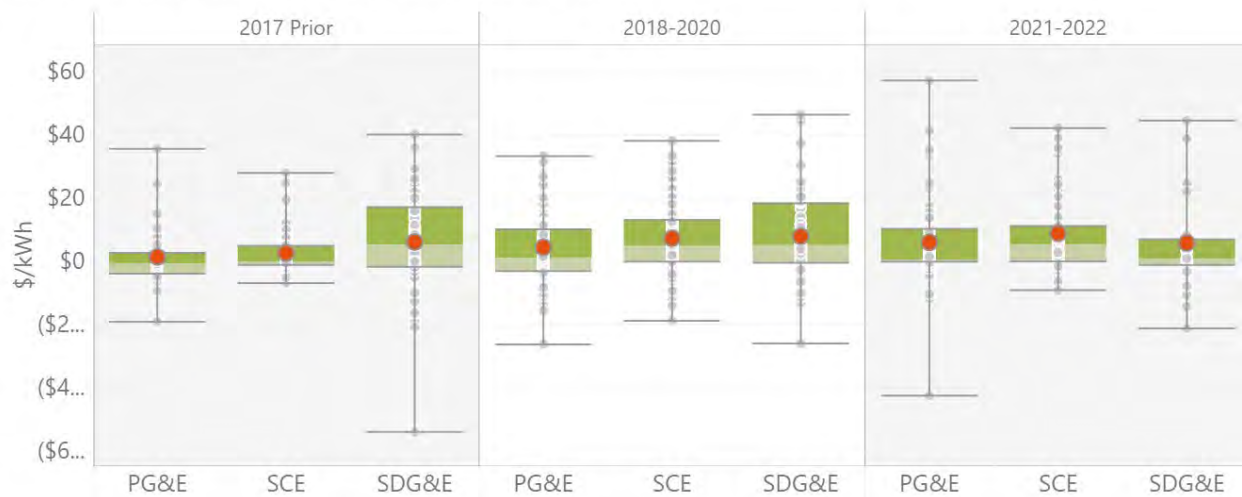 2017 Prior 2018-2020 2021-2022
$60
$40
$20
$0
($2...
($4...
($6...
$/kWh
PG&E SCE SDG&E PG&E SCE SDG&E PG&E SCE SDG&E